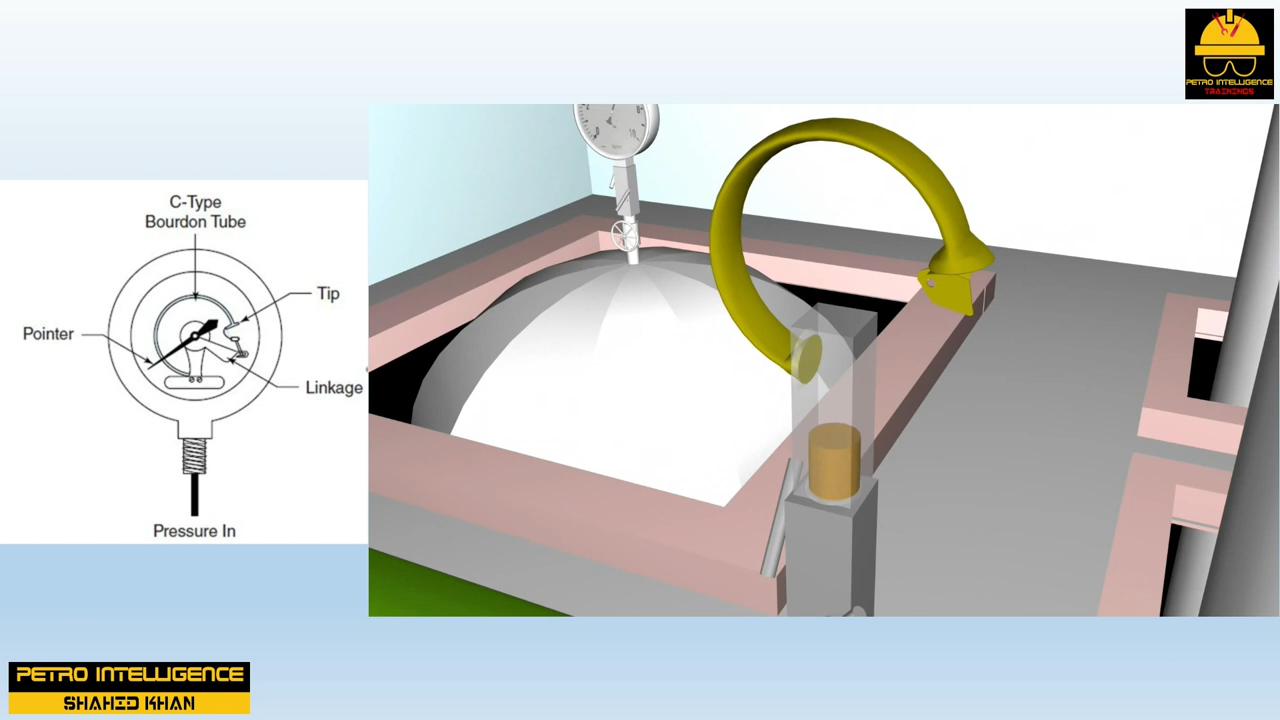 PETRO INTELLIGENCE
TRAININGS
C-Type
Bourdon Tube
Tip
Pointer
Linkage
Pressure In
PETRO INTELLIGENCE
SHAHID KHAN